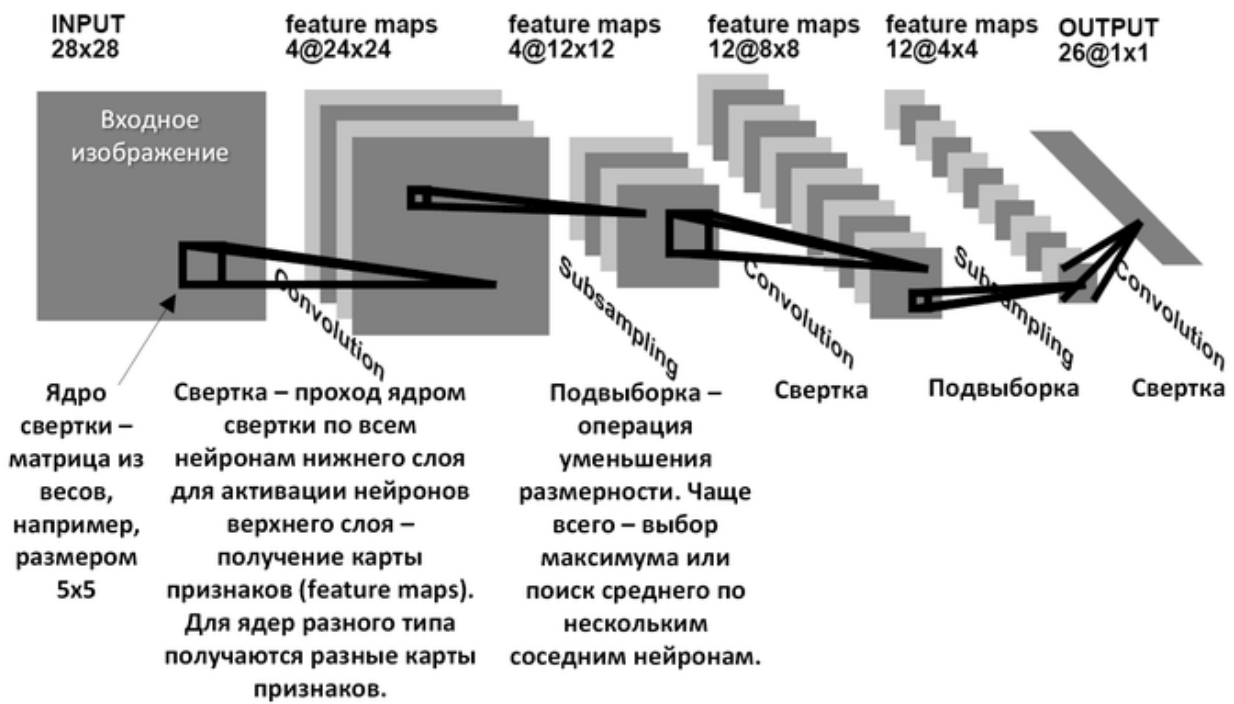 INPUT
28x28
feature maps
4@24x24
feature maps
4@12x12
feature maps
12@8x8
feature maps
12@4x4
OUTPUT
26@1x1
Входное
изображение
Convolution
Subsampling
Convolution
Subsampling
Convolution
Ядро
свертки –
матрица из
весов,
например,
размером
5x5
Свертка – проход ядром
свертки по всем
нейронам нижнего слоя
для активации нейронов
верхнего слоя –
получение карты
признаков (feature maps).
Для ядер разного типа
получаются разные карты
признаков.
Подвыборка –
операция
уменьшения
размерности. Чаще
всего – выбор
максимума или
поиск среднего по
нескольким
соседним нейронам.
Свертка
Подвыборка
Свертка